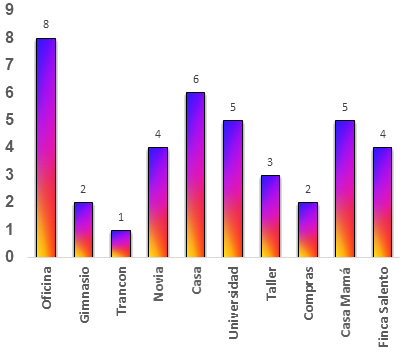 9
8
7
6
5
4
3
2
1
0
8
2
1
4
6
5
3
2
5
4
Oficina
Gimnasio
Trancon
Novia
Casa
Universidad
Taller
Compras
Casa Mamá
Finca Salento